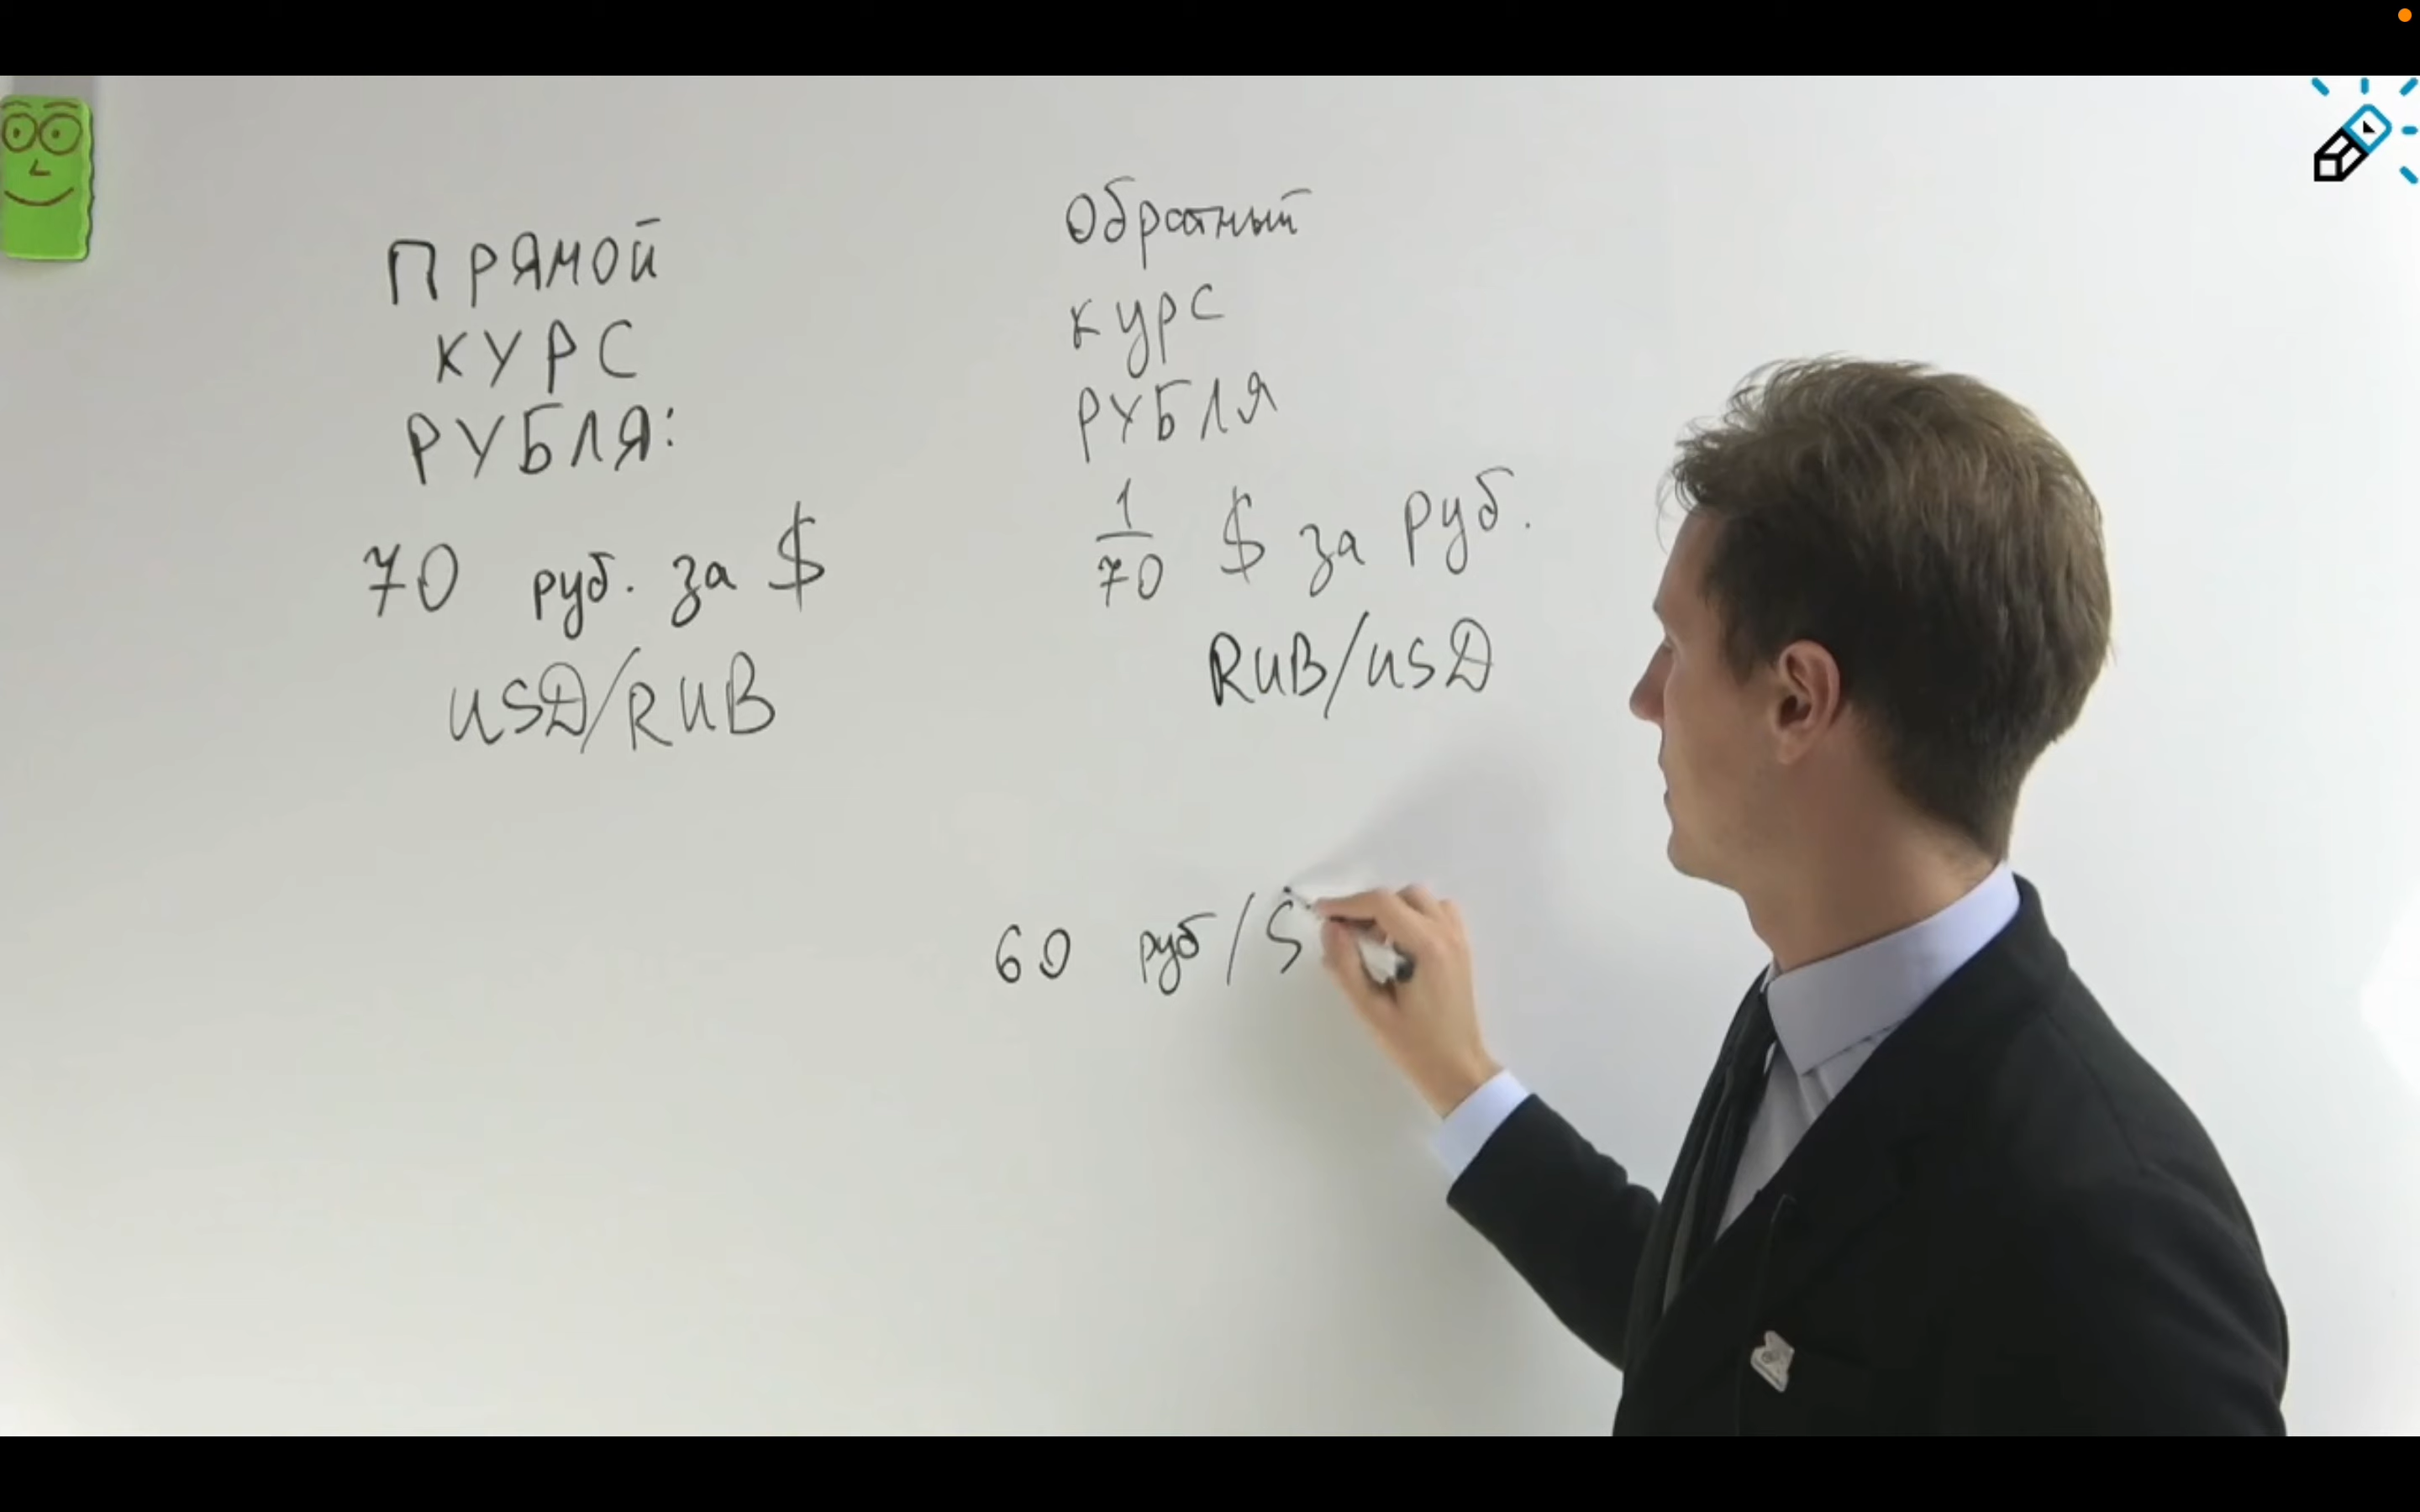 ПРЯМОЙ
КУРС
РУБЛЯ:
70 руб. за $
USD/RUB
Обратный
курс
РУБЛЯ
1/70 $ за руб.
RUB/USD
60 руб/S